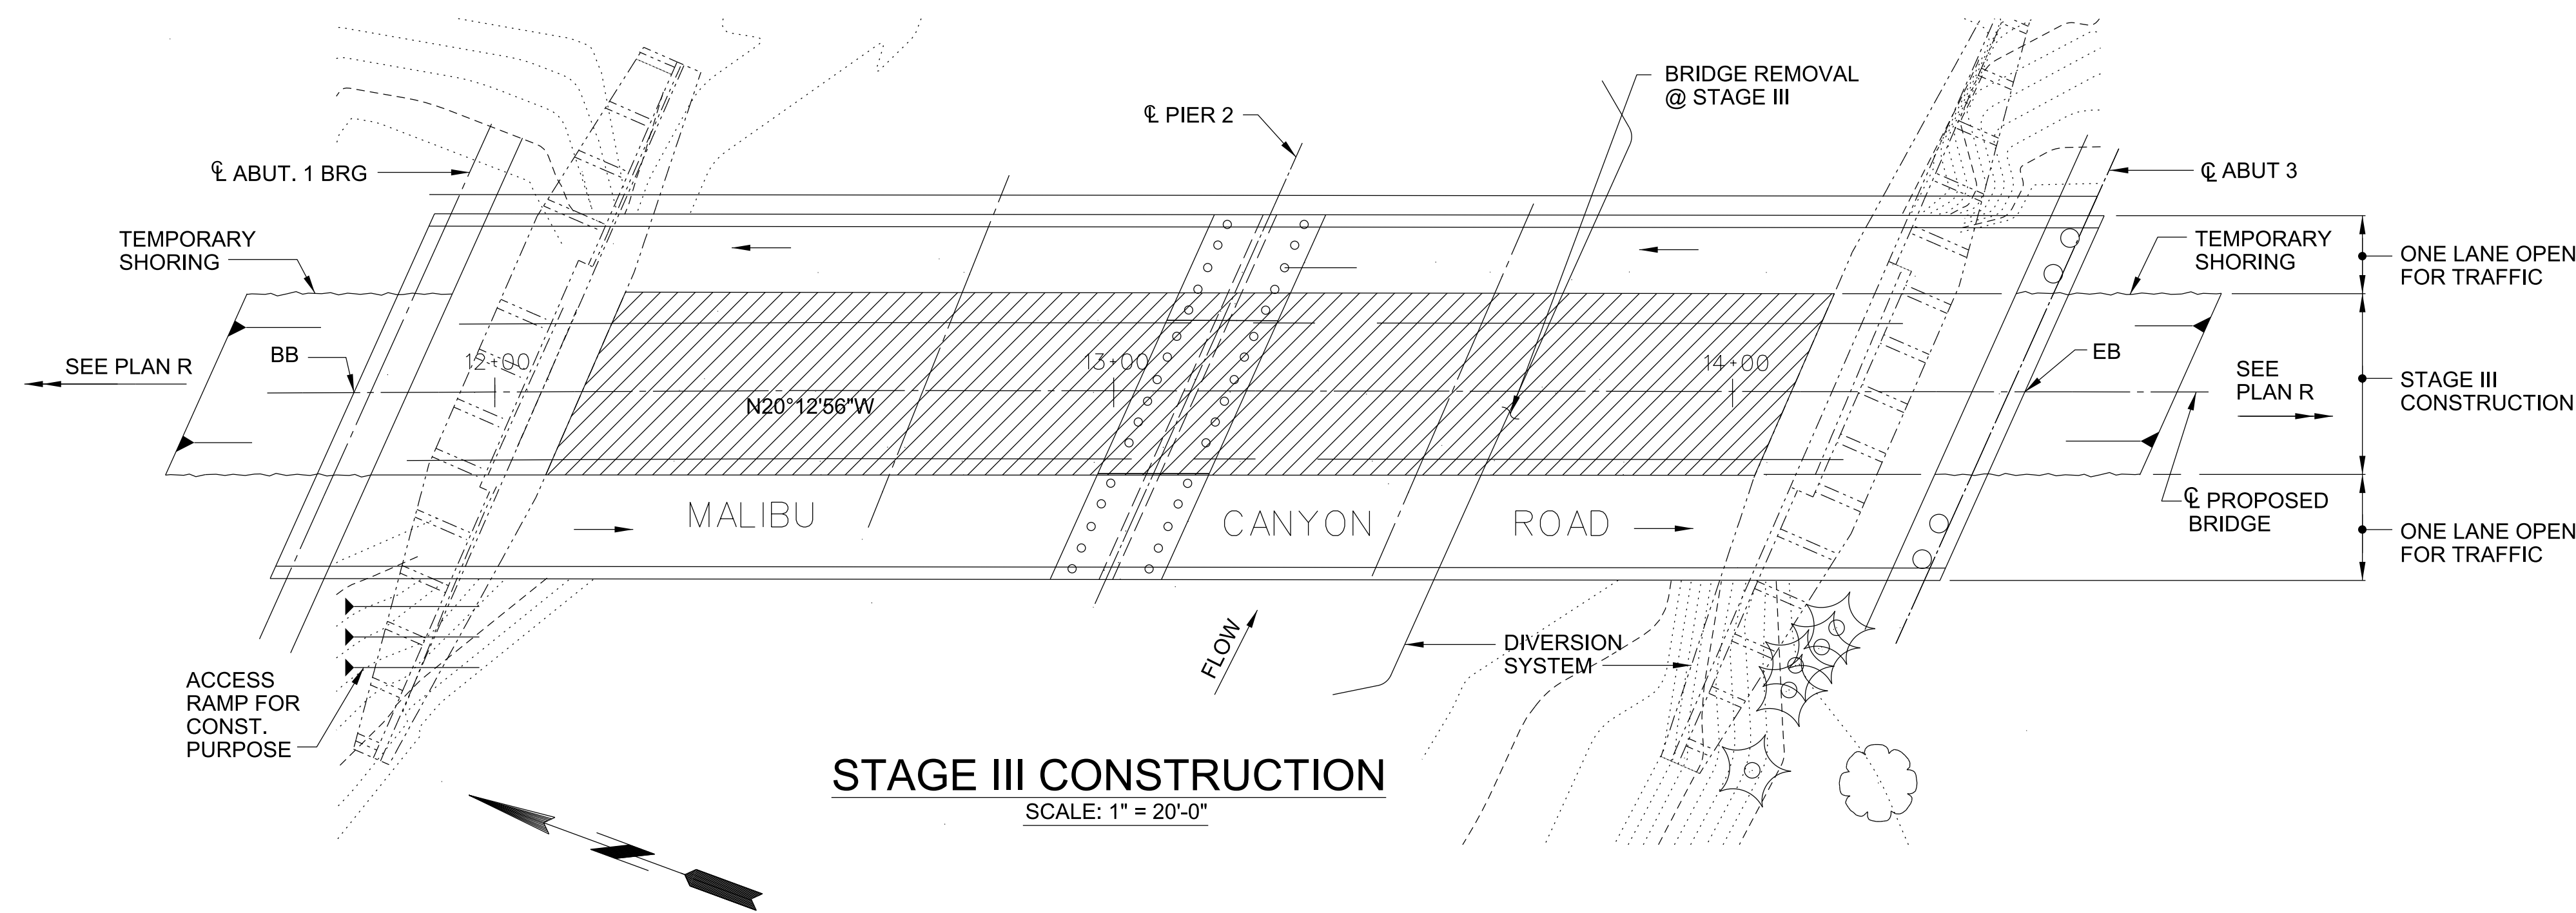 BRIDGE REMOVAL
@ STAGE III
℄ PIER 2
℄ ABUT. 1 BRG
℄ ABUT 3
TEMPORARY
SHORING
TEMPORARY
SHORING
ONE LANE OPEN
FOR TRAFFIC
SEE PLAN R
BB
12+00
13+00
14+00
EB
SEE
PLAN R
STAGE III
CONSTRUCTION
N20°12'56"W
MALIBU CANYON ROAD
℄ PROPOSED
BRIDGE
ONE LANE OPEN
FOR TRAFFIC
FLOW
DIVERSION
SYSTEM
ACCESS
RAMP FOR
CONST.
PURPOSE
STAGE III CONSTRUCTION
SCALE: 1" = 20'-0"